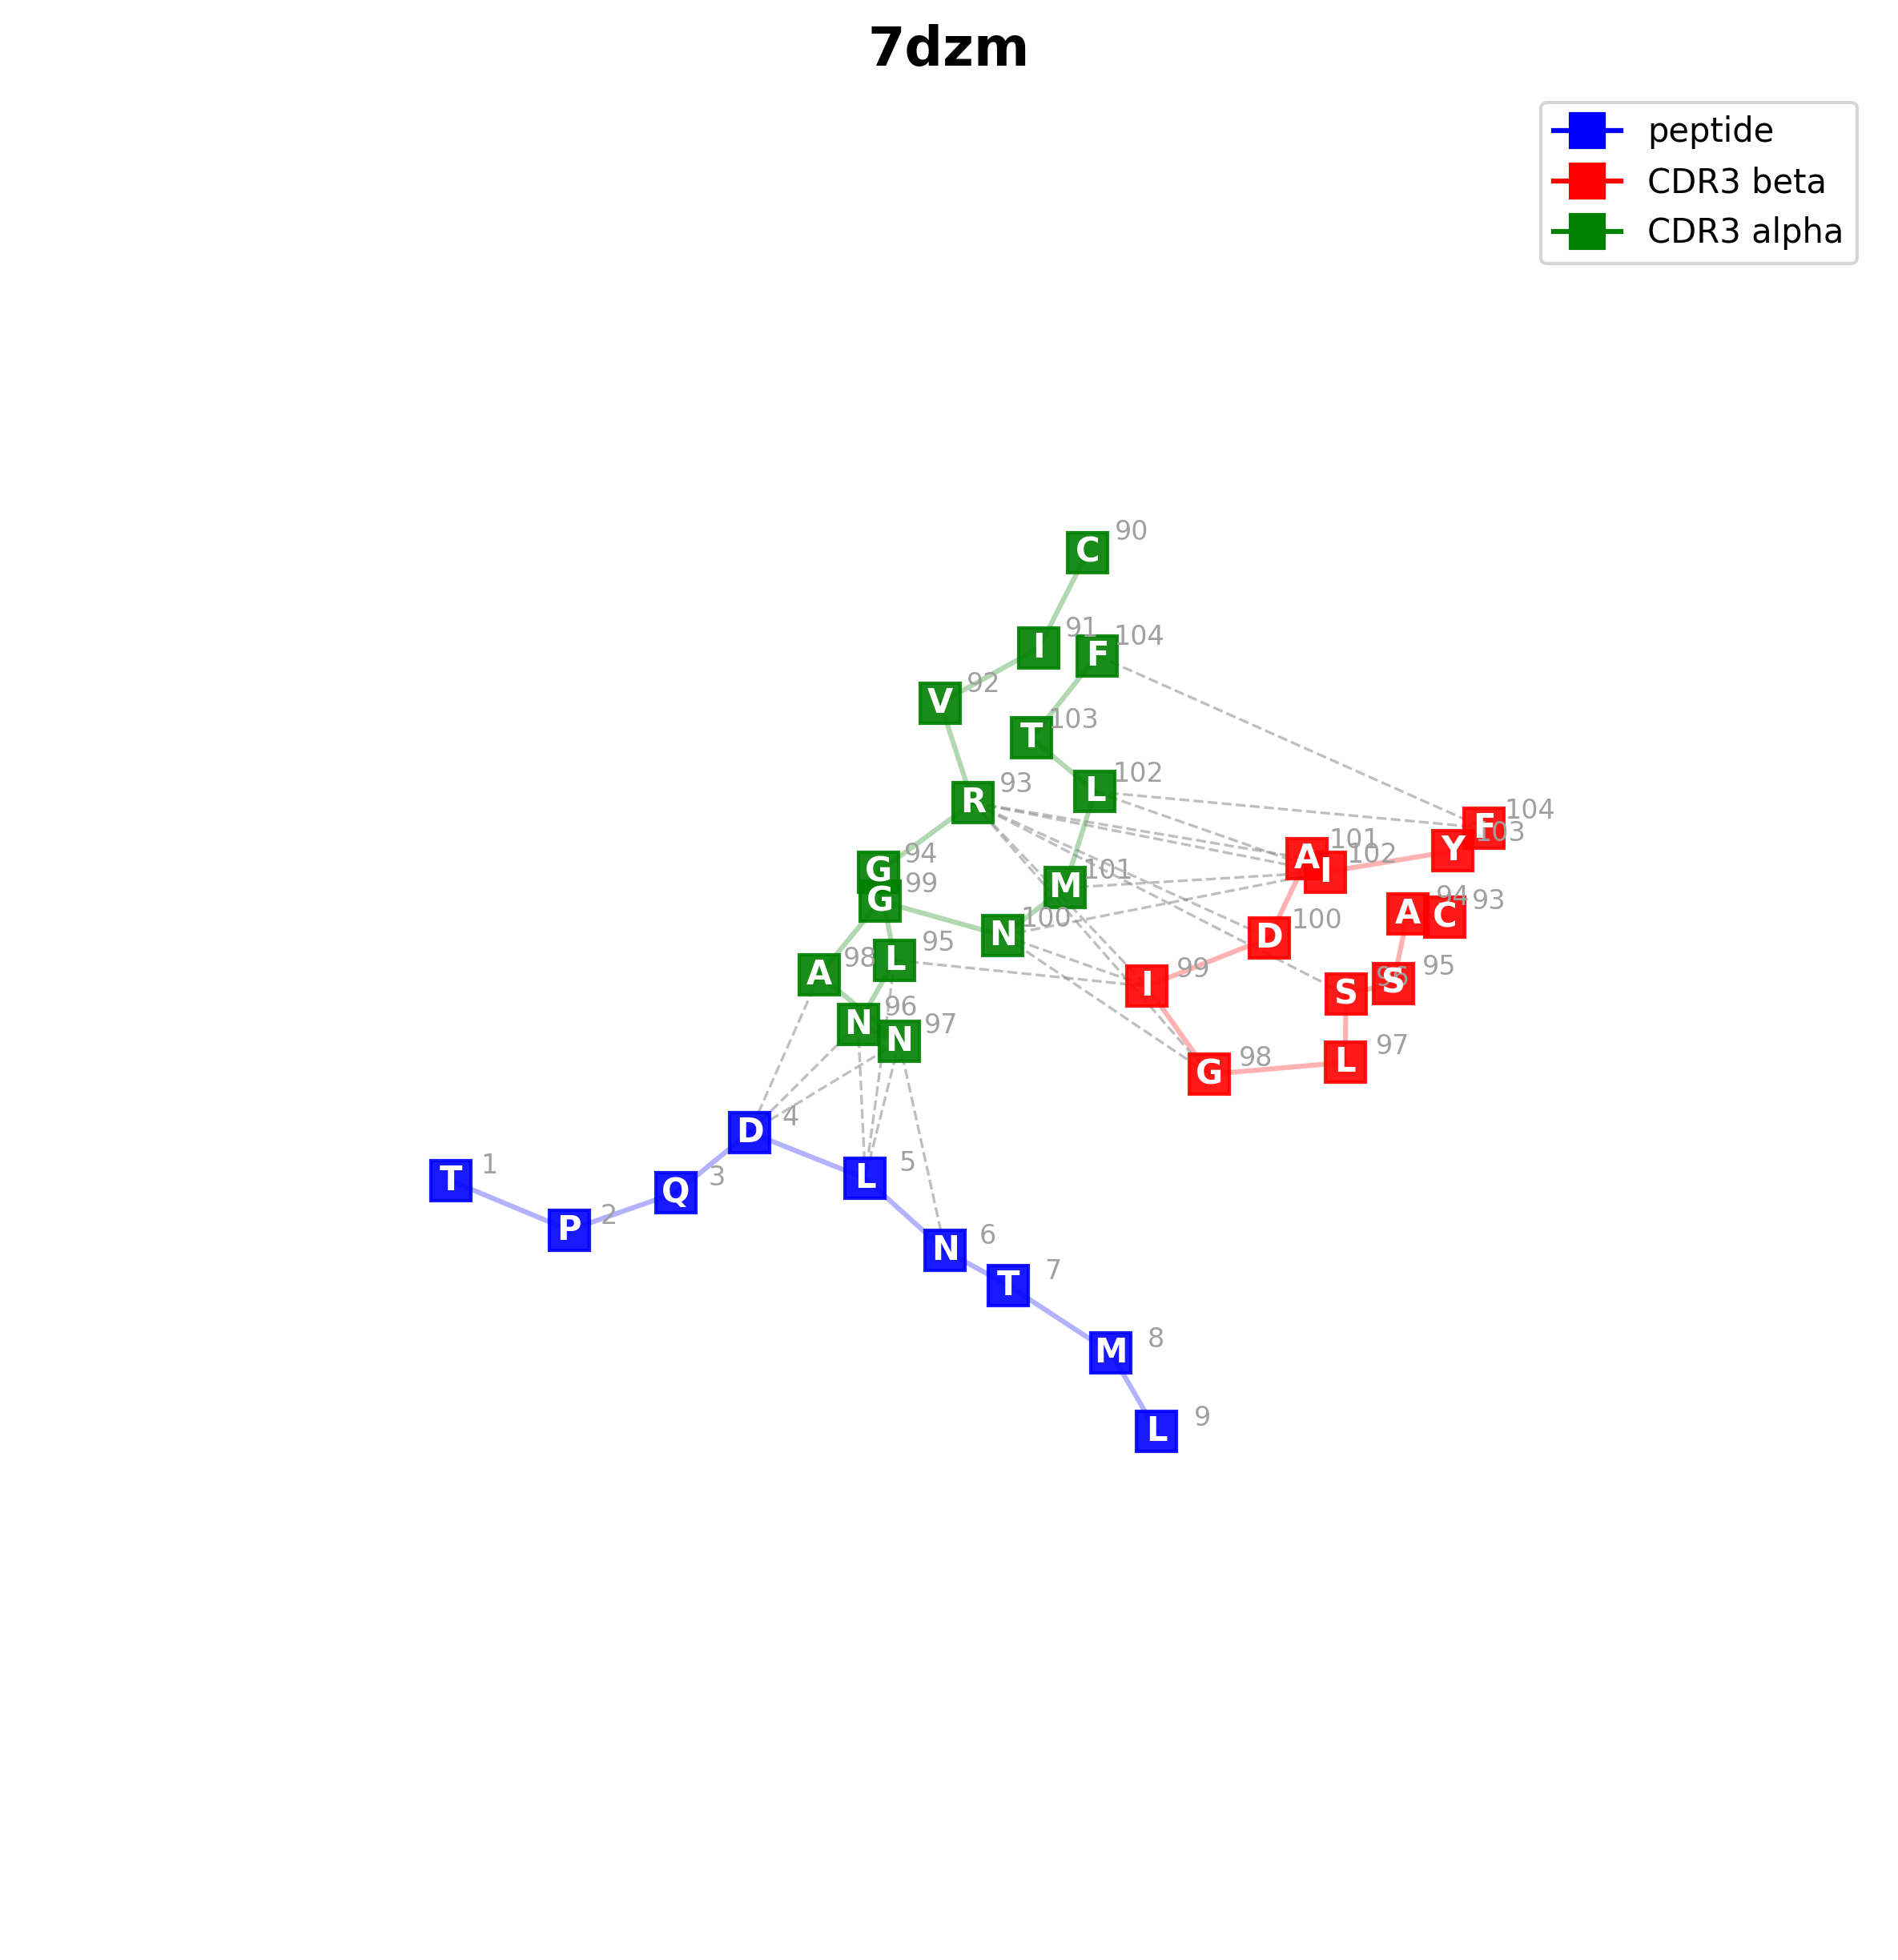 7dzm
peptide
CDR3 beta
CDR3 alpha
C 90
I 91
F 104
V 92
T 103
L 102
R 93
F 104
Y 103
A 101
I 102
G 94
G 99
M 101
A 94
C 93
N 100
D 100
L 95
A 98
I 99
S 96
S 95
N 96
N 97
L 97
G 98
D 4
T 1
L 5
Q 3
P 2
N 6
T 7
M 8
L 9